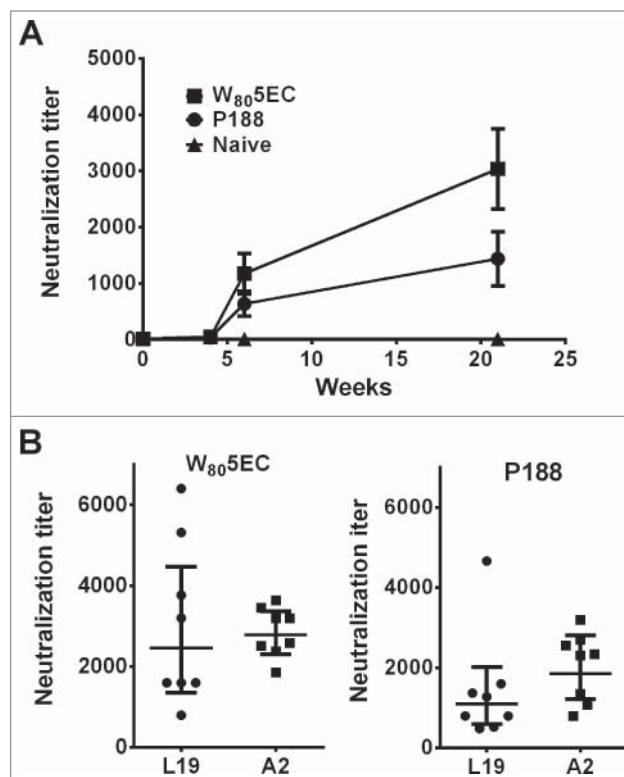 A
Neutralization titer
5000
4000
3000
2000
1000
0
W₈₀5EC
P188
Naive
0 5 10 15 20 25
Weeks
B
W₈₀5EC
Neutralization titer
6000
4000
2000
0
L19 A2
P188
Neutralization iter
6000
4000
2000
0
L19 A2